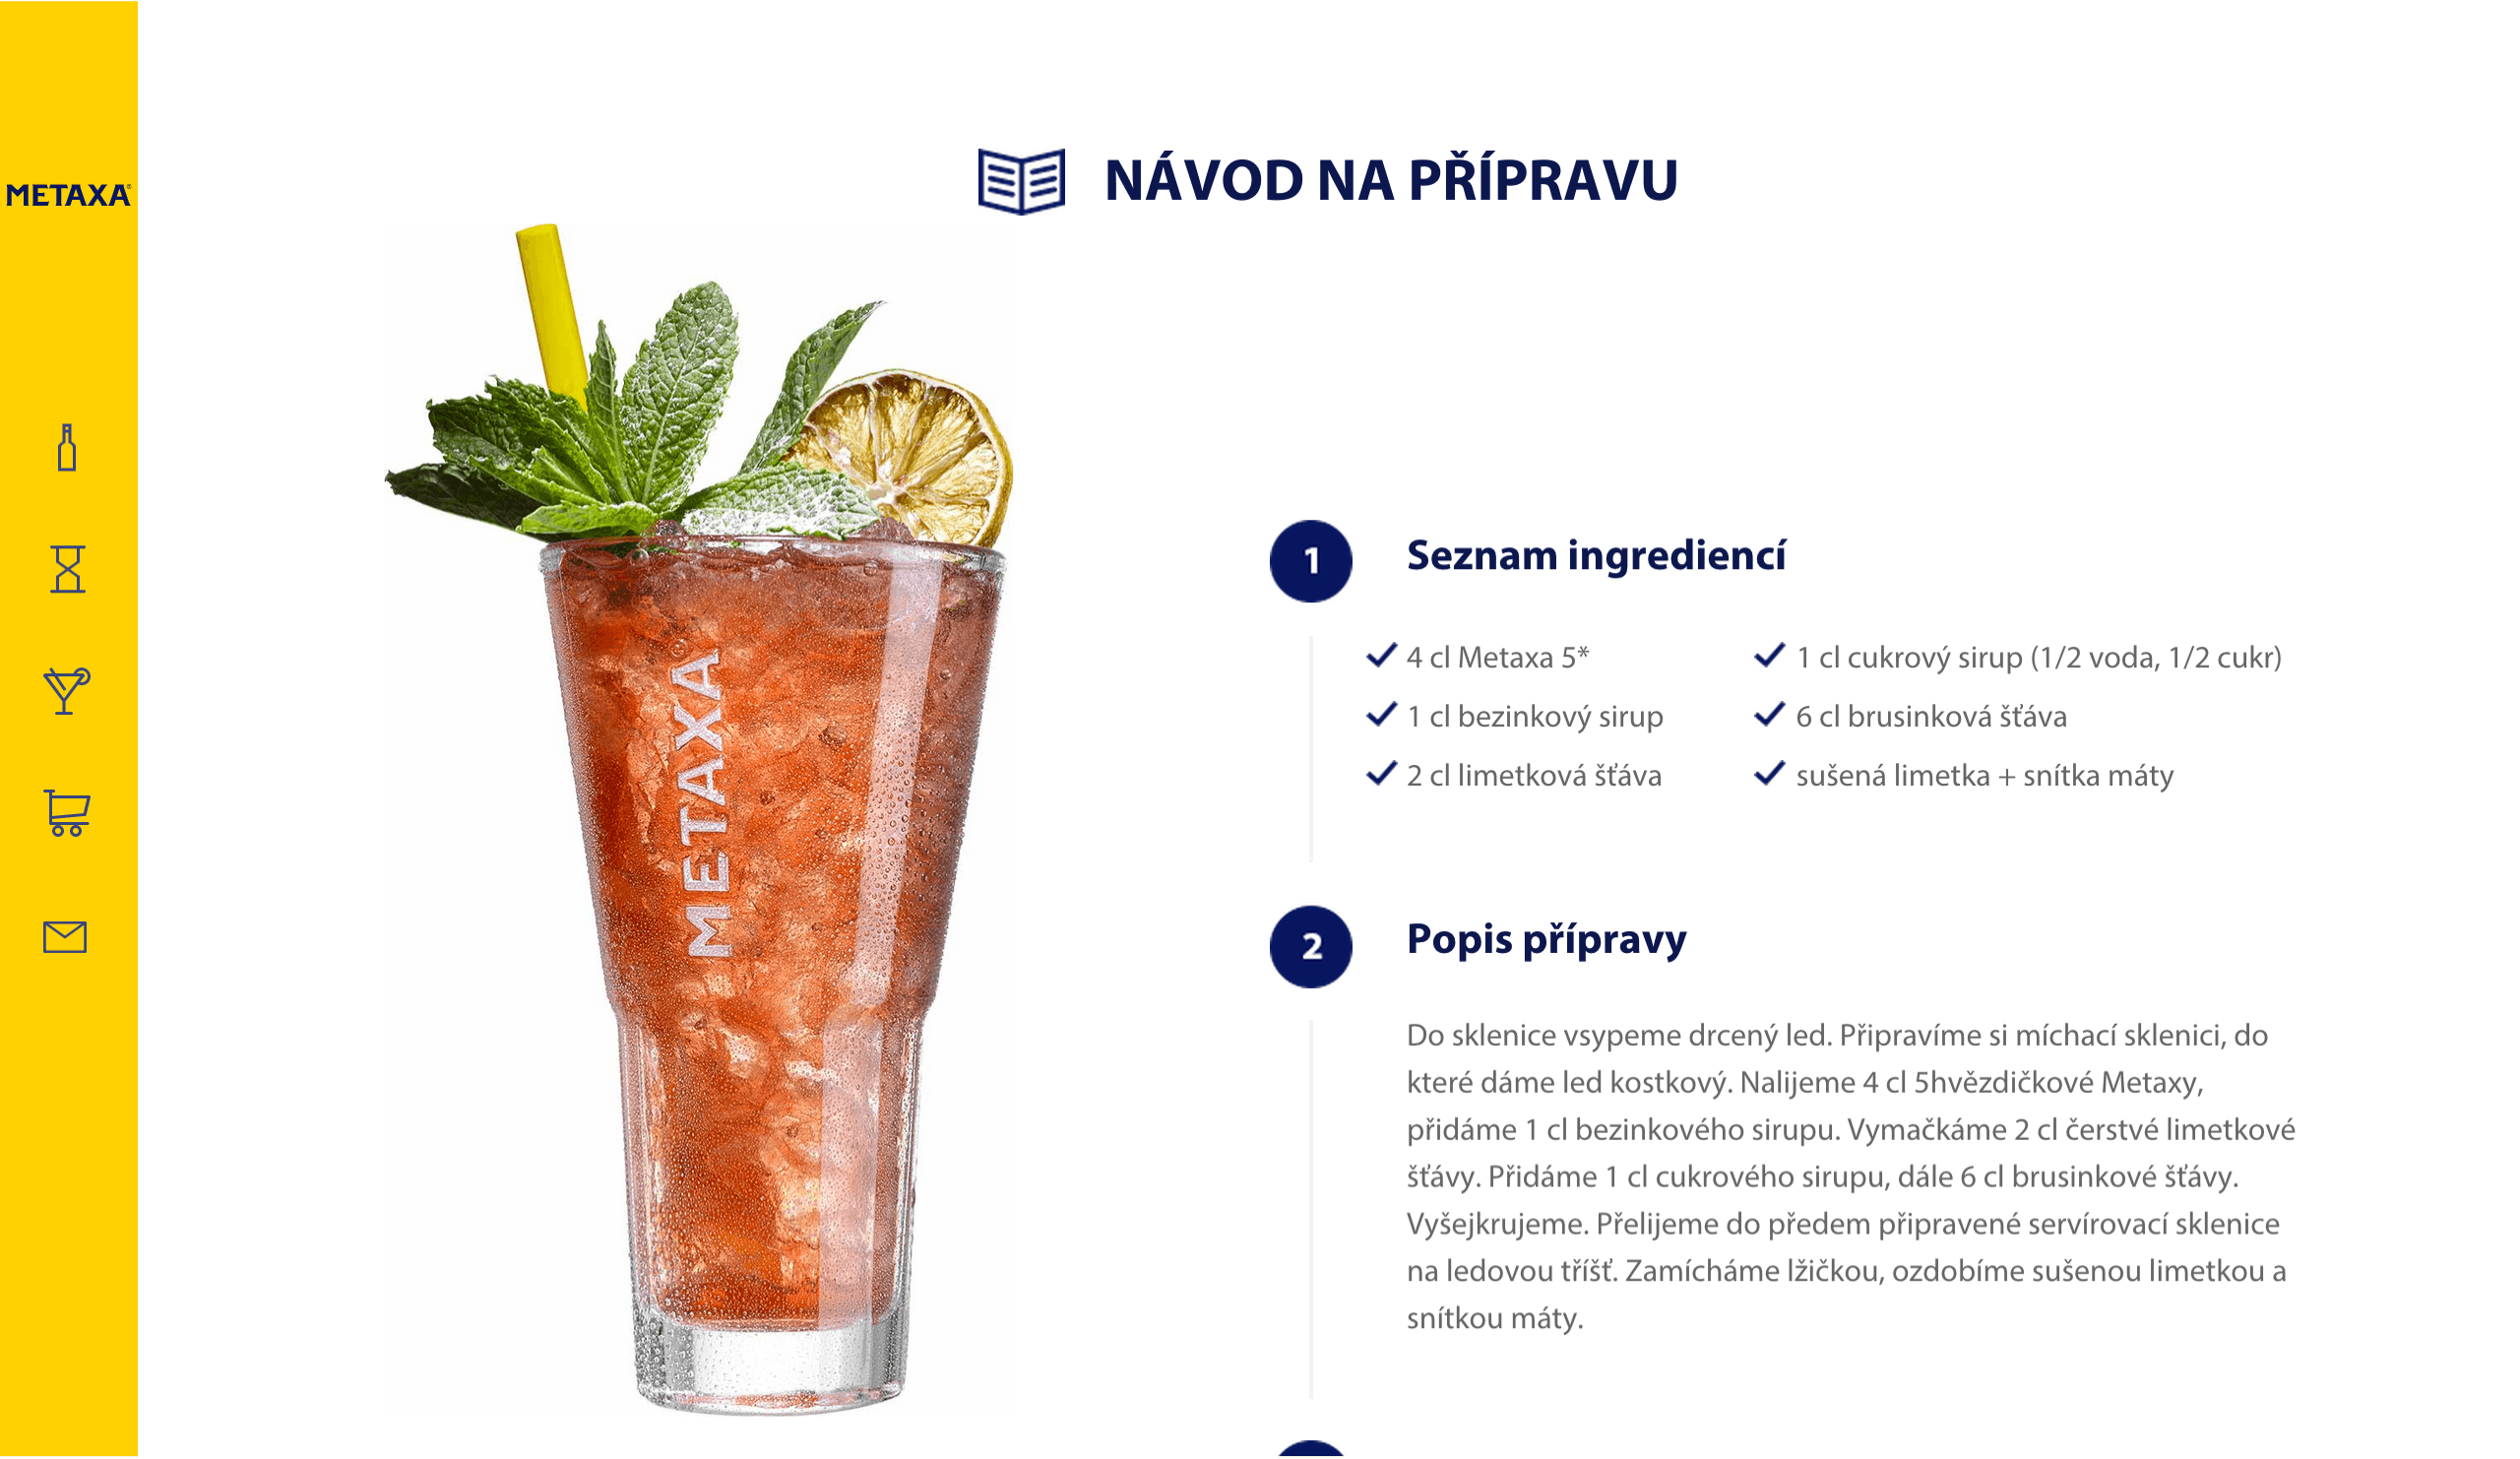 METAXA®
NÁVOD NA PŘÍPRAVU
METAXA®
1
Seznam ingrediencí
4 cl Metaxa 5*
1 cl cukrový sirup (1/2 voda, 1/2 cukr)
1 cl bezinkový sirup
6 cl brusinková šťáva
2 cl limetková šťáva
sušená limetka + snítka máty
2
Popis přípravy
Do sklenice vsypeme drcený led. Připravíme si míchací sklenici, do
které dáme led kostkový. Nalijeme 4 cl 5hvězdičkové Metaxy,
přidáme 1 cl bezinkového sirupu. Vymačkáme 2 cl čerstvé limetkové
šťávy. Přidáme 1 cl cukrového sirupu, dále 6 cl brusinkové šťávy.
Vyšejkrujeme. Přelijeme do předem připravené servírovací sklenice
na ledovou tříšť. Zamícháme lžičkou, ozdobíme sušenou limetkou a
snítkou máty.